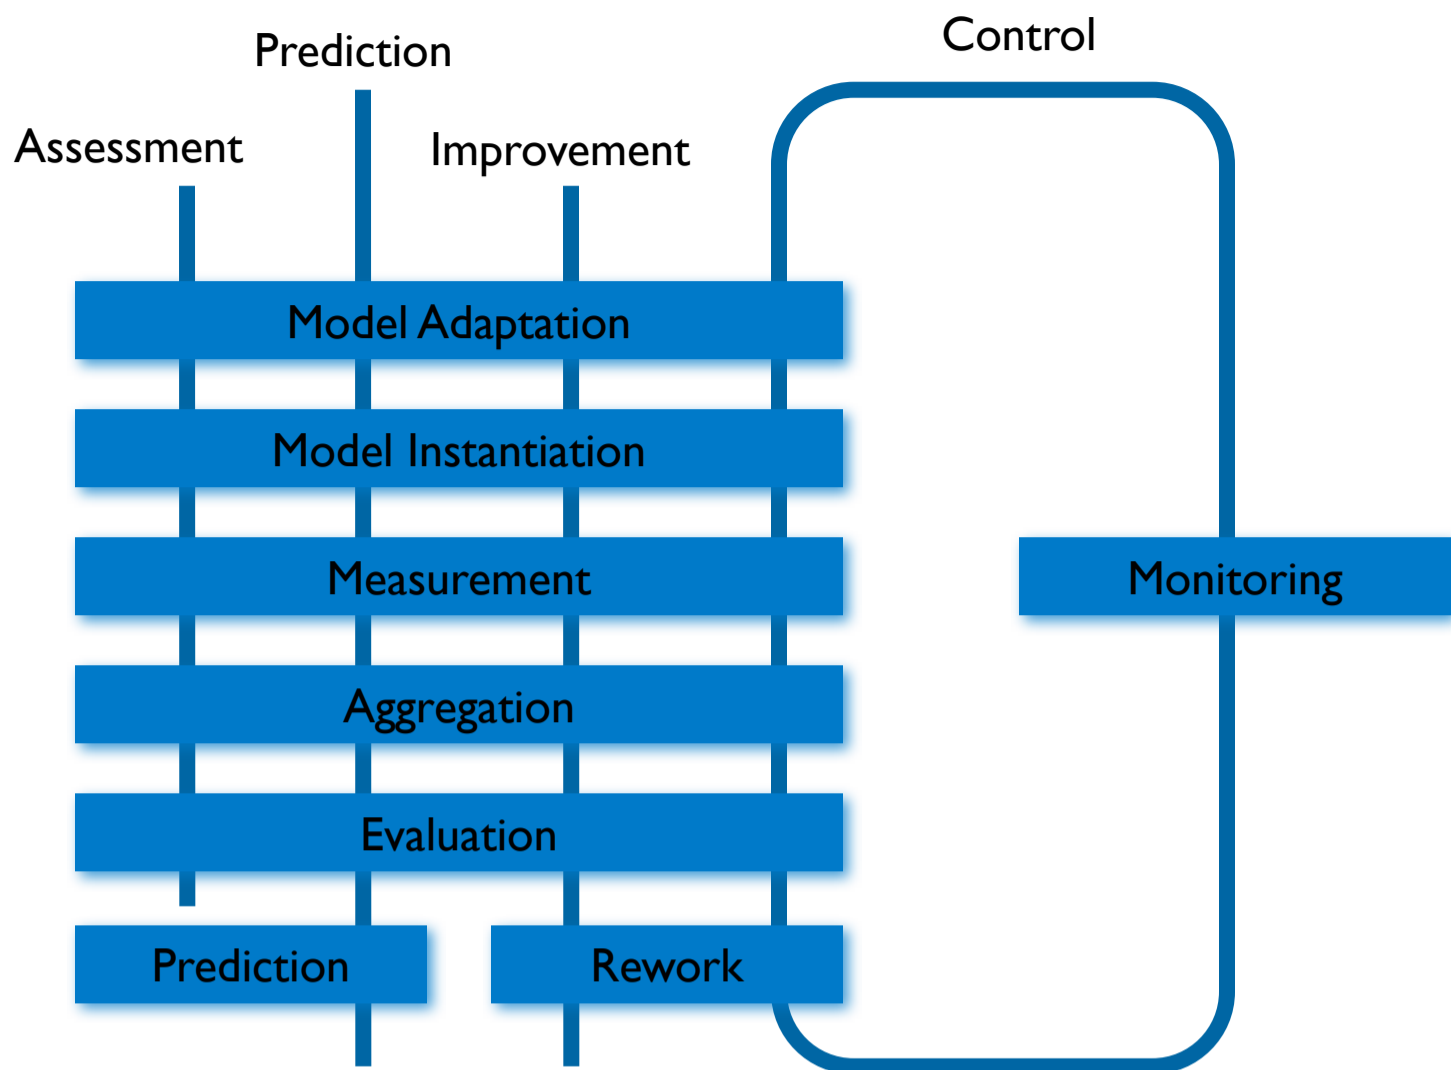 Control
Prediction
Assessment
Improvement
Model Adaptation
Model Instantiation
Measurement
Monitoring
Aggregation
Evaluation
Prediction
Rework